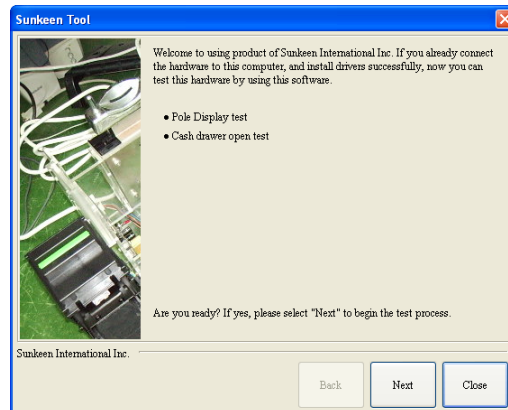 Sunkeen Tool
Welcome to using product of Sunkeen International Inc. If you already connect
the hardware to this computer, and install drivers successfully, now you can
test this hardware by using this software.
● Pole Display test
● Cash drawer open test
Are you ready? If yes, please select "Next" to begin the test process.
Sunkeen International Inc.
Back Next Close